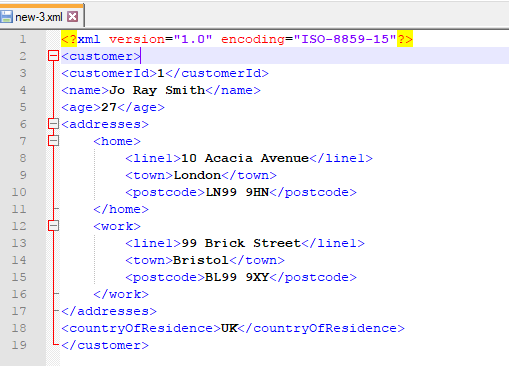 new-3.xml
1 <?xml version="1.0" encoding="ISO-8859-15"?>
2 <customer>
3 <customerId>1</customerId>
4 <name>Jo Ray Smith</name>
5 <age>27</age>
6 <addresses>
7 <home>
8 <line1>10 Acacia Avenue</line1>
9 <town>London</town>
10 <postcode>LN99 9HN</postcode>
11 </home>
12 <work>
13 <line1>99 Brick Street</line1>
14 <town>Bristol</town>
15 <postcode>BL99 9XY</postcode>
16 </work>
17 </addresses>
18 <countryOfResidence>UK</countryOfResidence>
19 </customer>